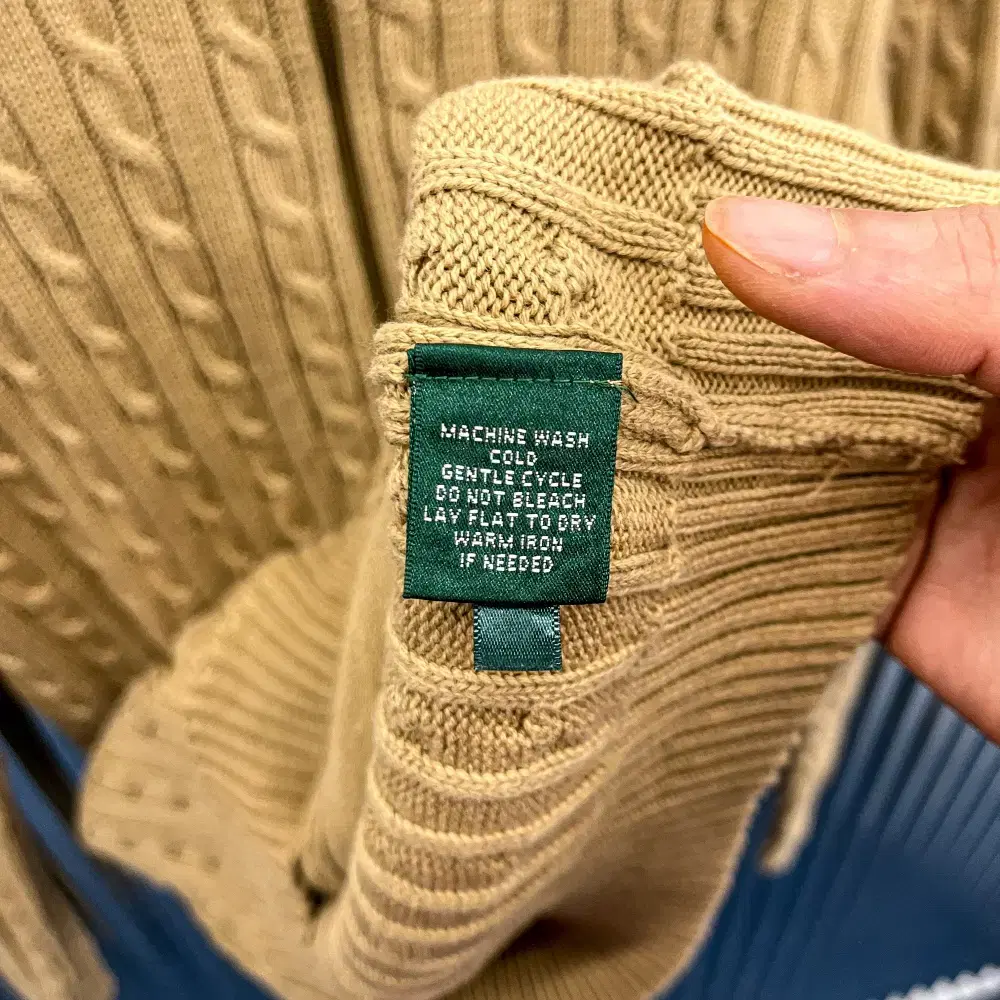 MACHINE WASH
COLD
GENTLE CYCLE
DO NOT BLEACH
LAY FLAT TO DRY
WARM IRON
IF NEEDED